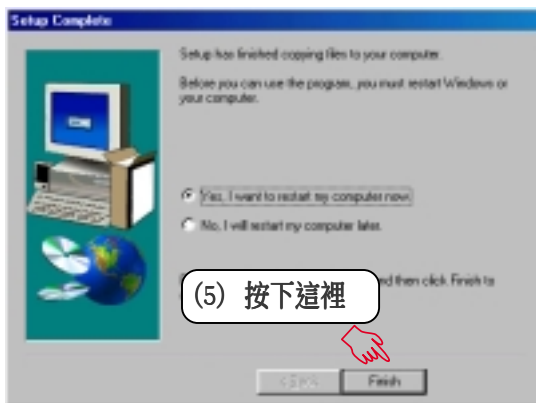 Setup Complete
Setup has finished copying files to your computer.
Before you can use the program, you must restart Windows or
your computer.
Yes, I want to restart my computer now.
No, I will restart my computer later.
and then click Finish to
(5) 按下這裡
< Back
Finish